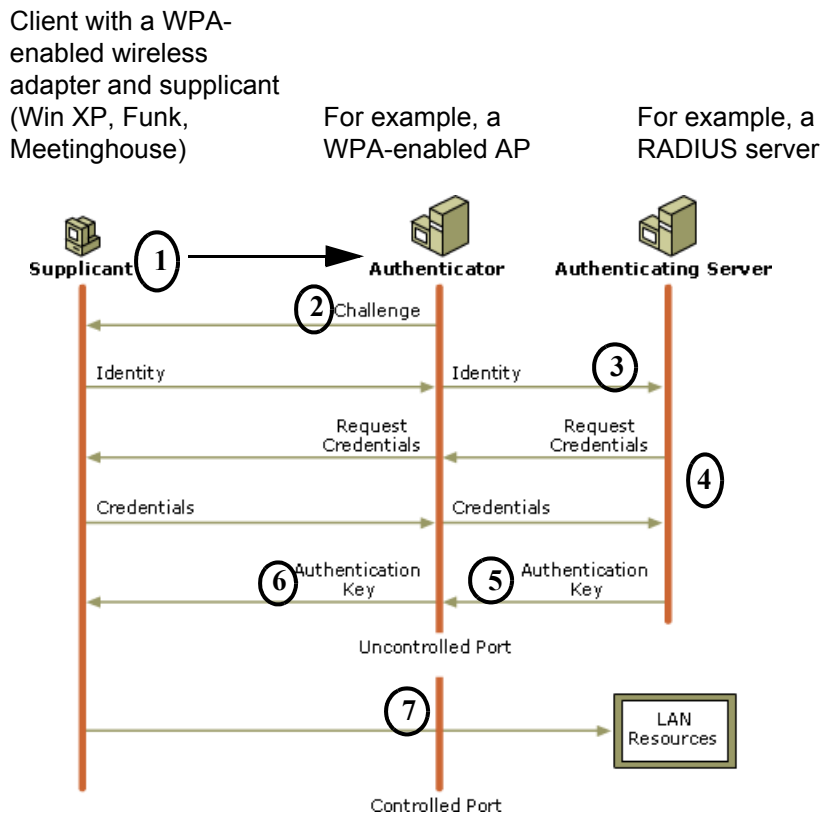 Client with a WPA-
enabled wireless
adapter and supplicant
(Win XP, Funk,
Meetinghouse)
For example, a
WPA-enabled AP
For example, a
RADIUS server
Supplicant
1
Authenticator
Authenticating Server
2
Challenge
Identity
Identity
3
Request
Credentials
Request
Credentials
4
Credentials
Credentials
6
Authentication
Key
5
Authentication
Key
Uncontrolled Port
7
LAN
Resources
Controlled Port